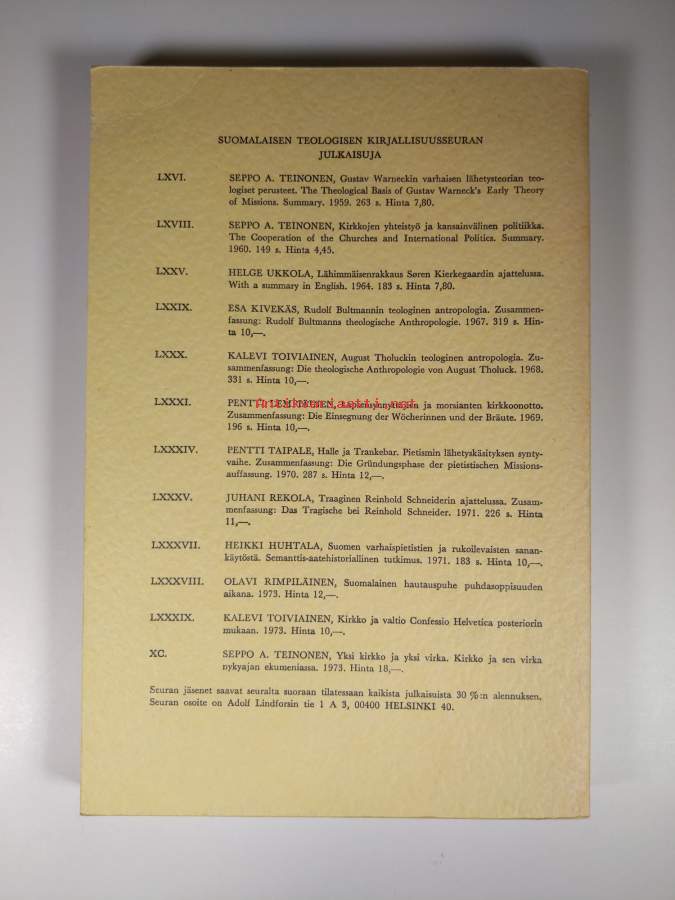 SUOMALAISEN TEOLOGISEN KIRJALLISUUSSEURAN
JULKAISUJA
LXVI. SEPPO A. TEINONEN, Gustav Warneckin varhaisen lähetysteorian teo-
logiset perusteet. The Theological Basis of Gustav Warneck's Early Theory
of Missions. Summary. 1959. 263 s. Hinta 7,80.
LXVIII. SEPPO A. TEINONEN, Kirkkojen yhteistyö ja kansainvälinen politiikka.
The Cooperation of the Churches and International Politics. Summary.
1960. 149 s. Hinta 4,45.
LXXV. HELGE UKKOLA, Lähimmäisenrakkaus Søren Kierkegaardin ajattelussa.
With a summary in English. 1964. 183 s. Hinta 7,80.
LXXIX. ESA KIVEKÄS, Rudolf Bultmannin teologinen antropologia. Zusammen-
fassung: Rudolf Bultmanns theologische Anthropologie. 1967. 319 s. Hin-
ta 10,—.
LXXX. KALEVI TOIVIAINEN, August Tholuckin teologinen antropologia. Zu-
sammenfassung: Die theologische Anthropologie von August Tholuck. 1968.
331 s. Hinta 10,—.
LXXXI. PENTTI LEMPIÄINEN, Lapsensynyttäjien ja morsianten kirkkoonotto.
Antikvariaatti.net
Zusammenfassung: Die Einsegnung der Wöcherinnen und der Bräute. 1969.
196 s. Hinta 10,—.
LXXXIV. PENTTI TAIPALE, Halle ja Trankebar. Pietismin lähetyskäsityksen synty-
vaihe. Zusammenfassung: Die Gründungsphase der pietistischen Missions-
auffassung. 1970. 287 s. Hinta 12,—.
LXXXV. JUHANI REKOLA, Traaginen Reinhold Schneiderin ajattelussa. Zusam-
menfassung: Das Tragische bei Reinhold Schneider. 1971. 226 s. Hinta
11,—.
LXXXVII. HEIKKI HUHTALA, Suomen varhaispietistien ja rukoilevaisten sanan-
käytöstä. Semanttis-aatehistoriallinen tutkimus. 1971. 183 s. Hinta 10,—.
LXXXVIII. OLAVI RIMPILÄINEN, Suomalainen hautauspuhe puhdasoppisuuden
aikana. 1973. Hinta 12,—.
LXXXIX. KALEVI TOIVIAINEN, Kirkko ja valtio Confessio Helvetica posteriorin
mukaan. 1973. Hinta 10,—.
XC. SEPPO A. TEINONEN, Yksi kirkko ja yksi virka. Kirkko ja sen virka
nykyajan ekumeniassa. 1973. Hinta 18,—.
Seuran jäsenet saavat seuralta suoraan tilatessaan kaikista julkaisuista 30 %:n alennuksen.
Seuran osoite on Adolf Lindforsin tie 1 A 3, 00400 HELSINKI 40.